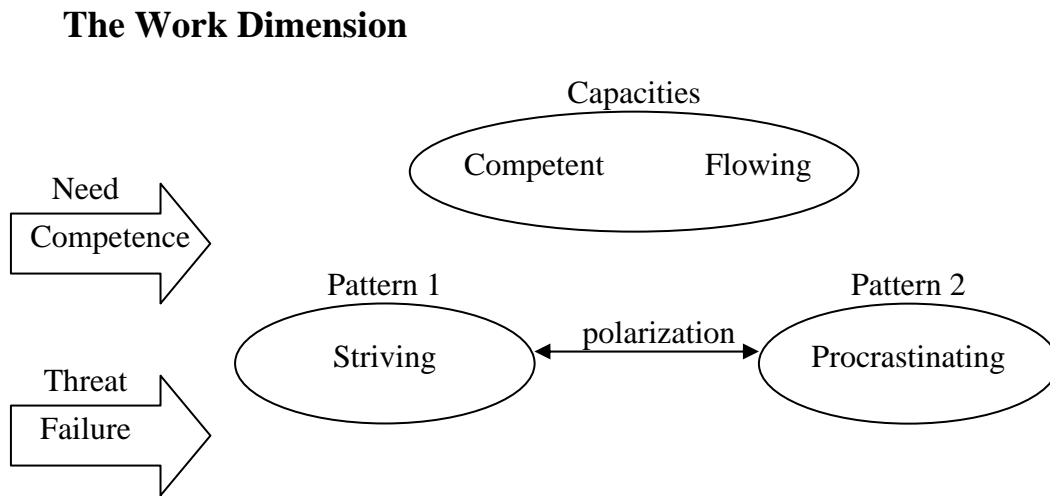 The Work Dimension
Capacities
Competent Flowing
Need
Competence
Pattern 1
Pattern 2
polarization
Striving
Procrastinating
Threat
Failure